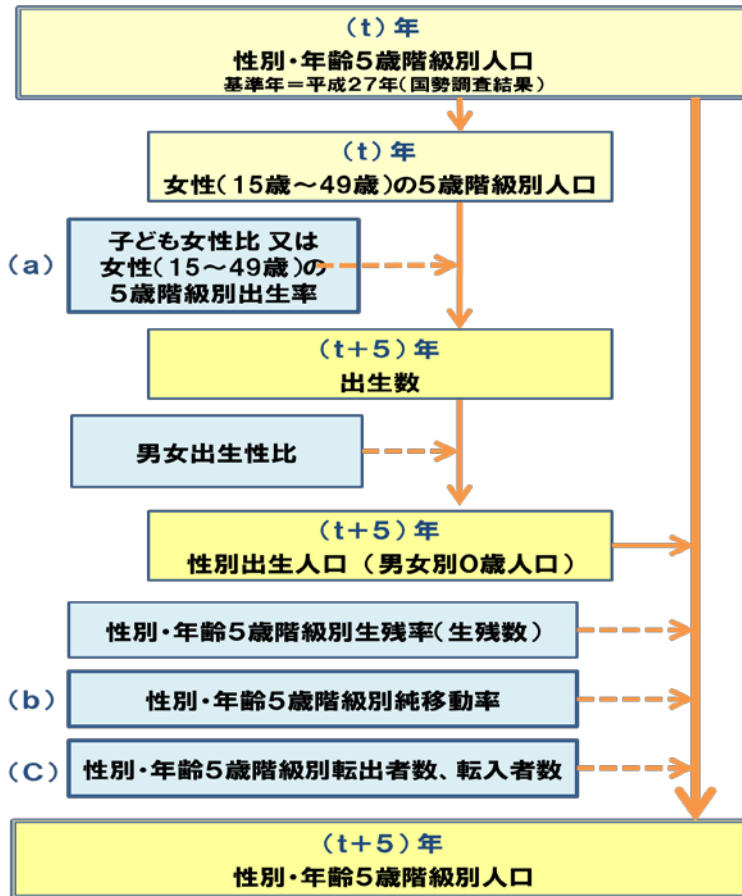 (t)年
性別・年齢5歳階級別人口
基準年＝平成27年(国勢調査結果)
(t)年
女性(15歳～49歳)の5歳階級別人口
(a)
子ども女性比 又は
女性(15～49歳)の
5歳階級別出生率
(t+5)年
出生数
男女出生性比
(t+5)年
性別出生人口 (男女別0歳人口)
性別・年齢5歳階級別生残率(生残数)
(b)
性別・年齢5歳階級別純移動率
(C)
性別・年齢5歳階級別転出者数、転入者数
(t+5)年
性別・年齢5歳階級別人口